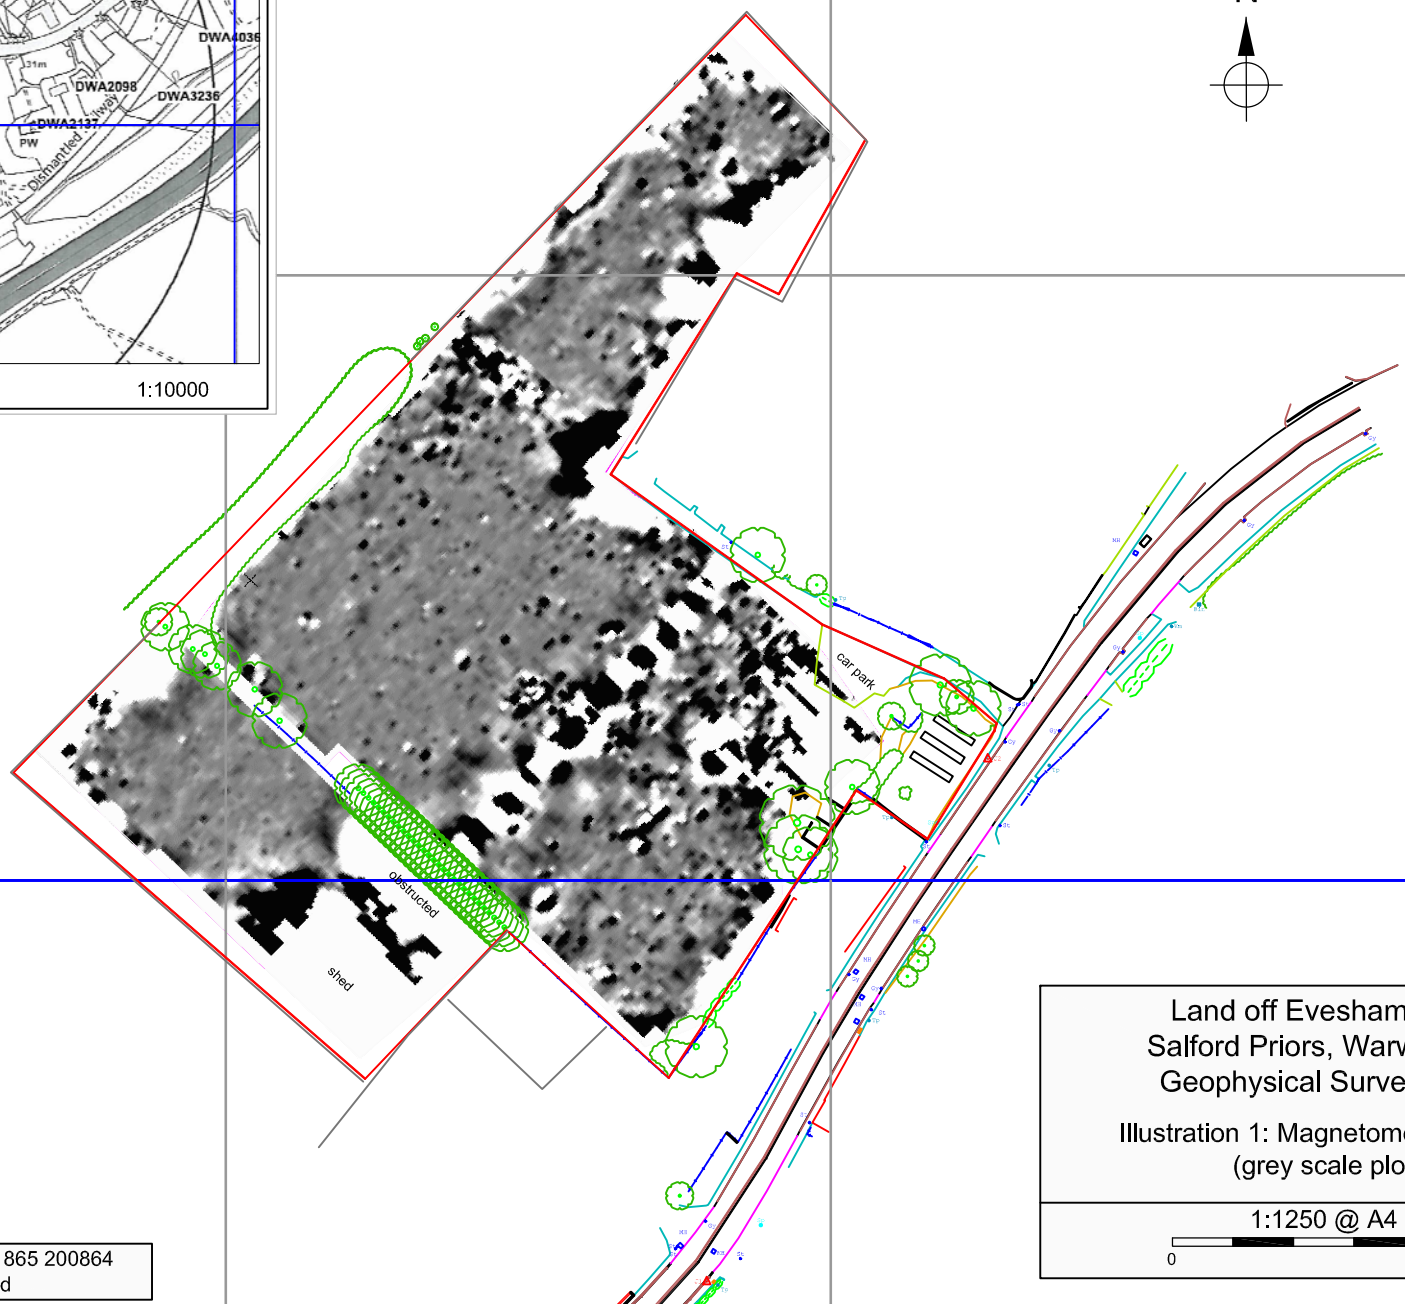 N
DWA4036
31m
DWA2098
DWA3236
DWA2137
PW
Dismantled
ilway
1:10000
car park
obstructed
shed
Land off Evesham
Salford Priors, Warw
Geophysical Surve
Illustration 1: Magnetome
(grey scale plo
1:1250 @ A4
0
865 200864
d